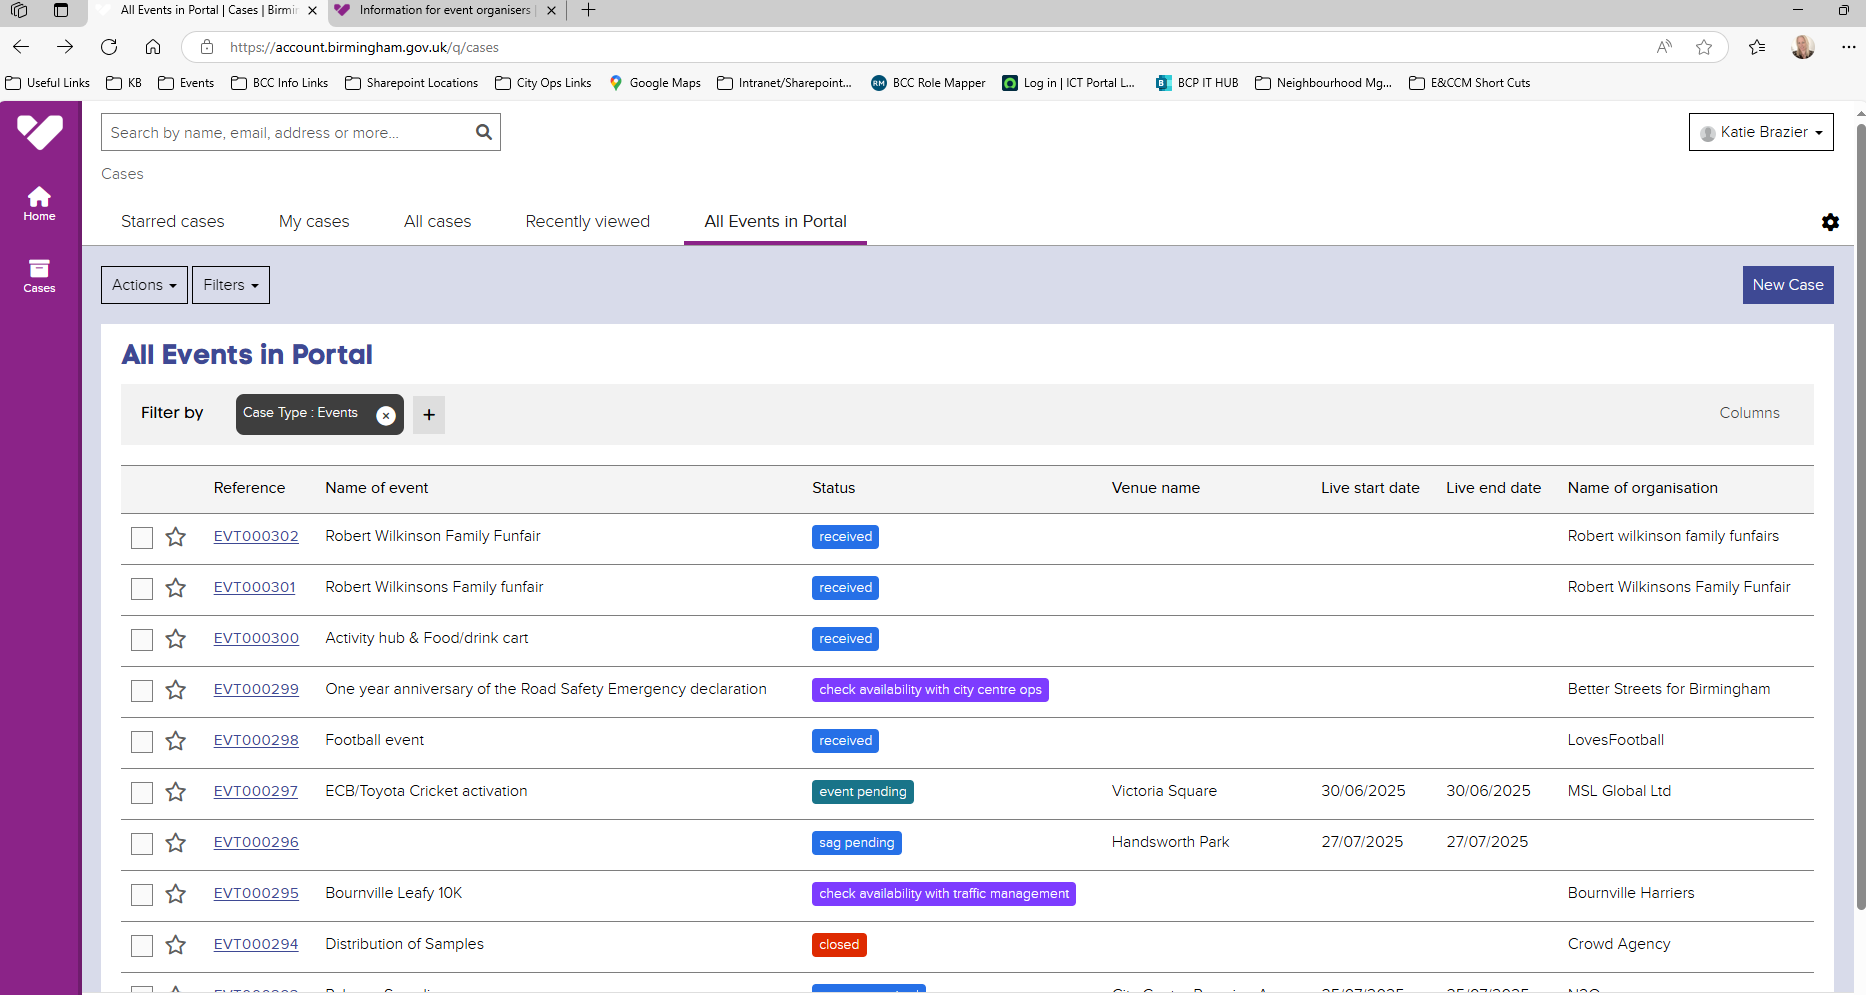 All Events in Portal | Cases | Birmin
Information for event organisers |
https://account.birmingham.gov.uk/q/cases
Useful Links KB Events BCC Info Links Sharepoint Locations City Ops Links Google Maps Intranet/Sharepoint... RM BCC Role Mapper Log in | ICT Portal L... BCP IT HUB Neighbourhood Mg... E&CCM Short Cuts
Search by name, email, address or more...
Katie Brazier
Cases
Home
Starred cases My cases All cases Recently viewed All Events in Portal
Cases
Actions Filters New Case
All Events in Portal
Filter by Case Type : Events + Columns
Reference Name of event Status Venue name Live start date Live end date Name of organisation
EVT000302 Robert Wilkinson Family Funfair received Robert wilkinson family funfairs
EVT000301 Robert Wilkinsons Family funfair received Robert Wilkinsons Family Funfair
EVT000300 Activity hub & Food/drink cart received
EVT000299 One year anniversary of the Road Safety Emergency declaration check availability with city centre ops Better Streets for Birmingham
EVT000298 Football event received LovesFootball
EVT000297 ECB/Toyota Cricket activation event pending Victoria Square 30/06/2025 30/06/2025 MSL Global Ltd
EVT000296 sag pending Handsworth Park 27/07/2025 27/07/2025
EVT000295 Bournville Leafy 10K check availability with traffic management Bournville Harriers
EVT000294 Distribution of Samples closed Crowd Agency